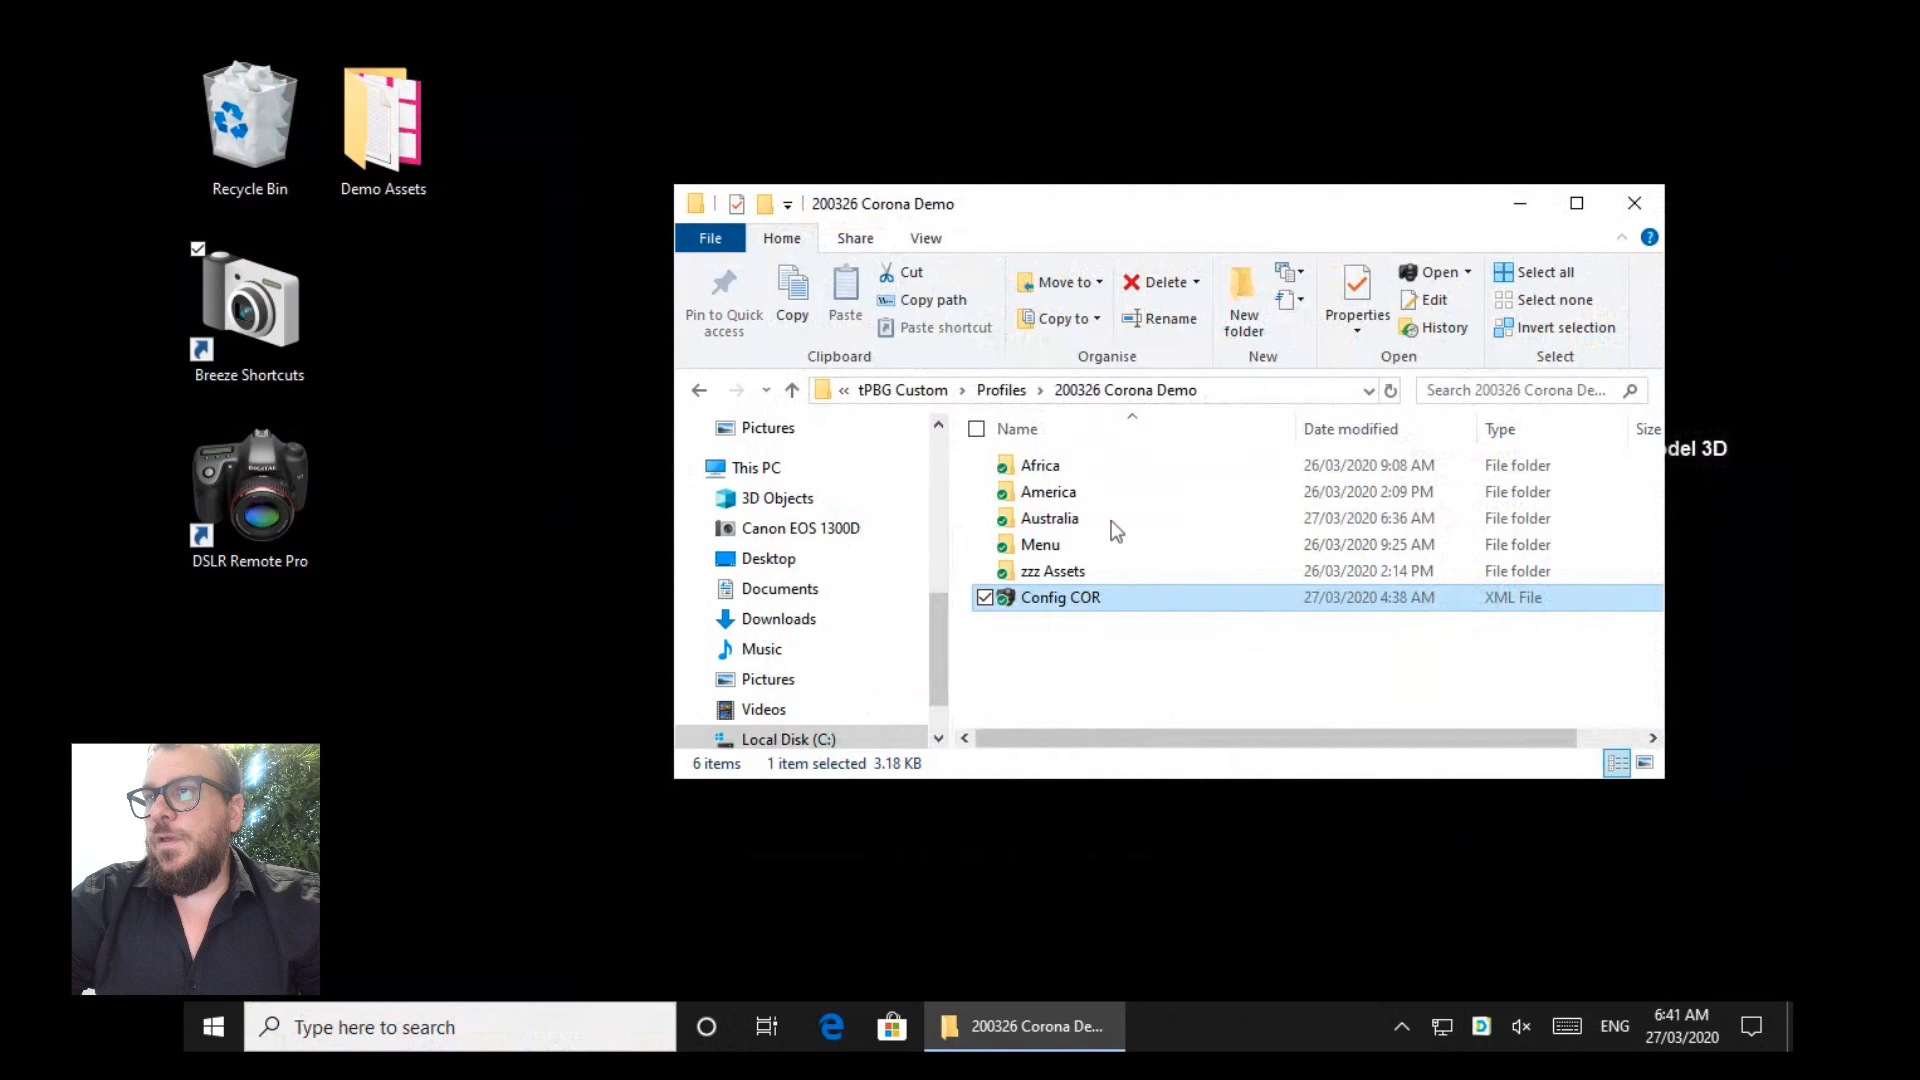 Recycle Bin
Demo Assets
Breeze Shortcuts
DIGITAL
DSLR Remote Pro
200326 Corona Demo
File
Home
Share
View
Pin to Quick access
Copy
Paste
Cut
Copy path
Paste shortcut
Clipboard
Move to
Copy to
Delete
Rename
Organise
New folder
New
Properties
Open
Edit
History
Open
Select all
Select none
Invert selection
Select
« tPBG Custom > Profiles > 200326 Corona Demo
Search 200326 Corona De...
Pictures
This PC
3D Objects
Canon EOS 1300D
Desktop
Documents
Downloads
Music
Pictures
Videos
Local Disk (C:)
Name Date modified Type Size
Africa 26/03/2020 9:08 AM File folder
America 26/03/2020 2:09 PM File folder
Australia 27/03/2020 6:36 AM File folder
Menu 26/03/2020 9:25 AM File folder
zzz Assets 26/03/2020 2:14 PM File folder
Config COR 27/03/2020 4:38 AM XML File
6 items 1 item selected 3.18 KB
del 3D
Type here to search
200326 Corona De...
D
ENG
6:41 AM
27/03/2020